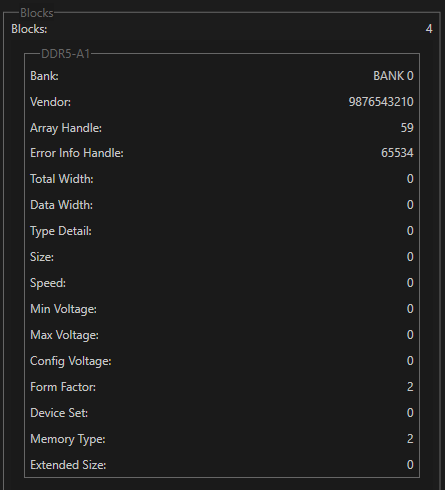 Blocks
Blocks: 4
DDR5-A1
Bank: BANK 0
Vendor: 9876543210
Array Handle: 59
Error Info Handle: 65534
Total Width: 0
Data Width: 0
Type Detail: 0
Size: 0
Speed: 0
Min Voltage: 0
Max Voltage: 0
Config Voltage: 0
Form Factor: 2
Device Set: 0
Memory Type: 2
Extended Size: 0